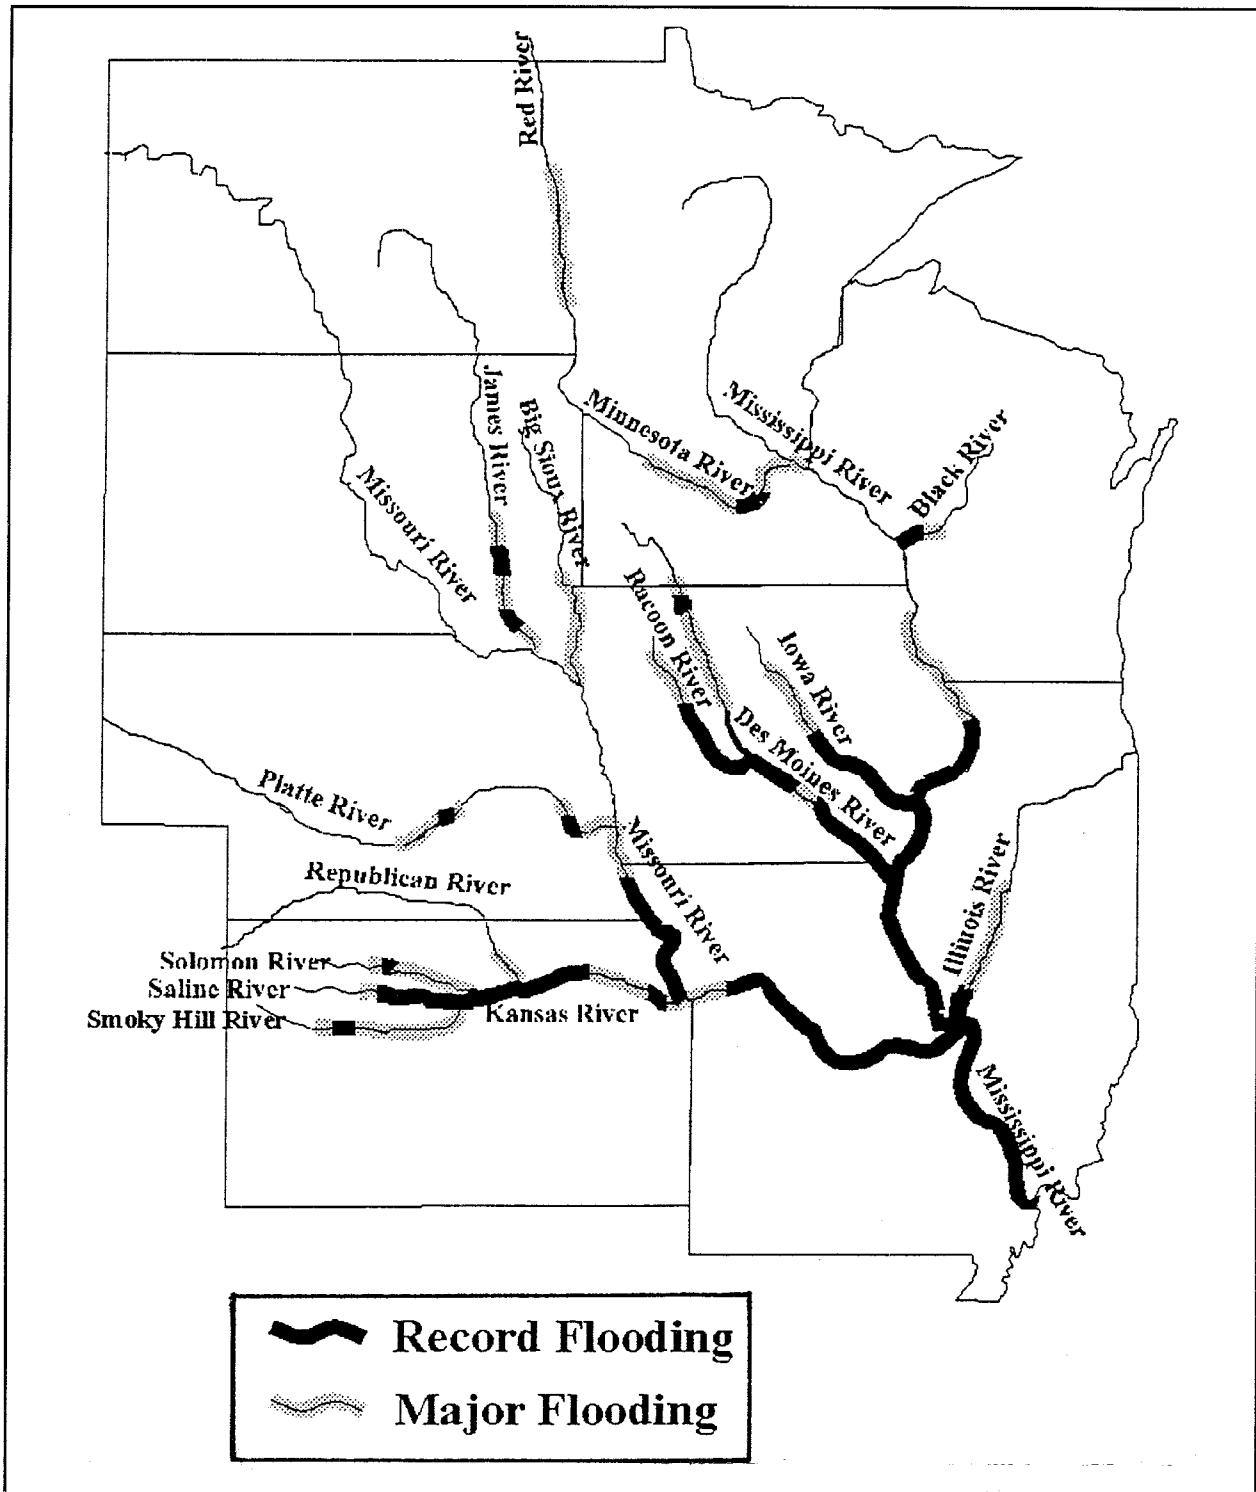 Red River
James River
Big Sioux River
Minnesota River
Mississippi River
Black River
Missouri River
Racoon River
Iowa River
Des Moines River
Platte River
Missouri River
Republican River
Illinois River
Solomon River
Saline River
Smoky Hill River
Kansas River
Mississippi River
Record Flooding
Major Flooding